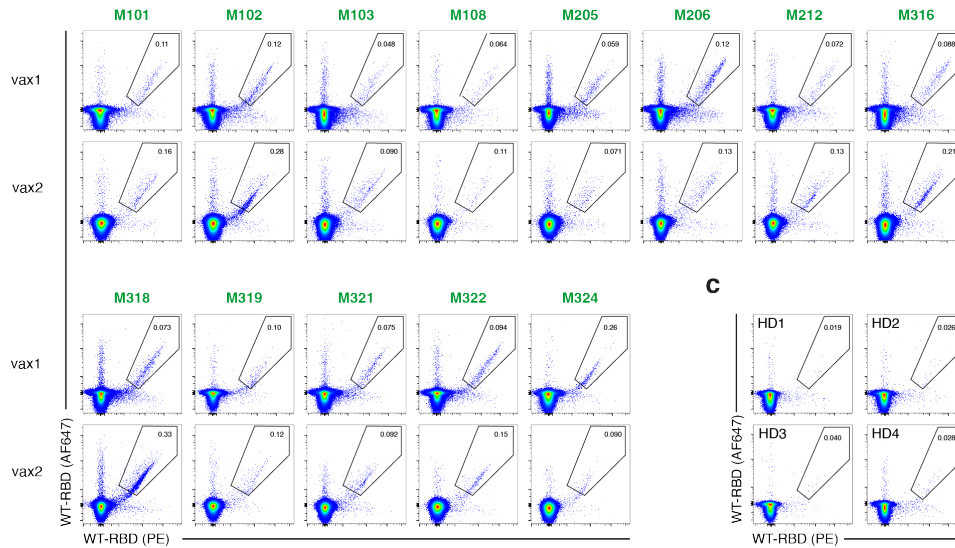 M101 M102 M103 M108 M205 M206 M212 M316
vax1 0.11 0.12 0.048 0.064 0.059 0.12 0.072 0.088
vax2 0.16 0.28 0.090 0.11 0.071 0.13 0.13 0.21
C
M318 M319 M321 M322 M324
vax1 0.073 0.10 0.075 0.094 0.26
HD1 0.019 HD2 0.026
vax2 0.33 0.12 0.092 0.15 0.090
HD3 0.040 HD4 0.028
WT-RBD (AF647)
WT-RBD (AF647)
WT-RBD (PE)
WT-RBD (PE)